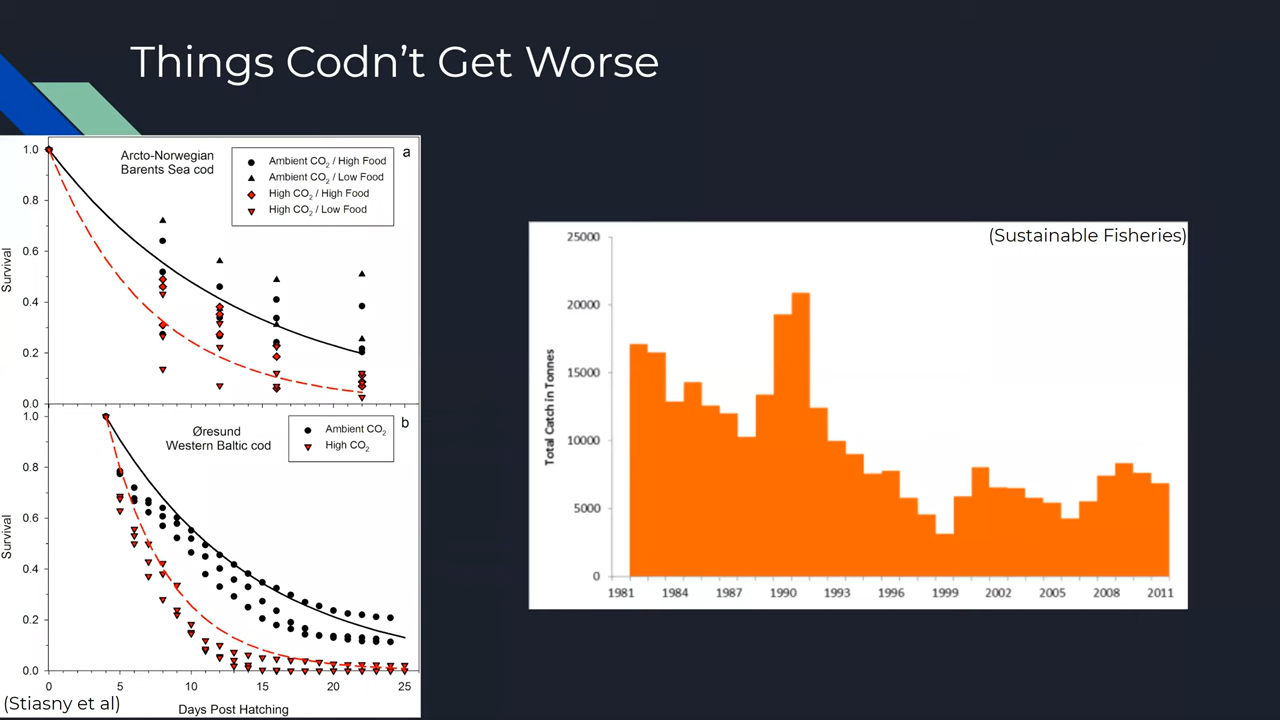 Things Codn't Get Worse
Arcto-Norwegian
Barents Sea cod
a
Ambient CO₂ / High Food
Ambient CO₂ / Low Food
High CO₂ / High Food
High CO₂ / Low Food
1.0
0.8
0.6
0.4
0.2
0.0
Survival
Øresund
Western Baltic cod
b
Ambient CO₂
High CO₂
1.0
0.8
0.6
0.4
0.2
0.0
Survival
0 5 10 15 20 25
Days Post Hatching
(Stiasny et al)
(Sustainable Fisheries)
25000
20000
15000
10000
5000
0
Total Catch in Tonnes
1981 1984 1987 1990 1993 1996 1999 2002 2005 2008 2011